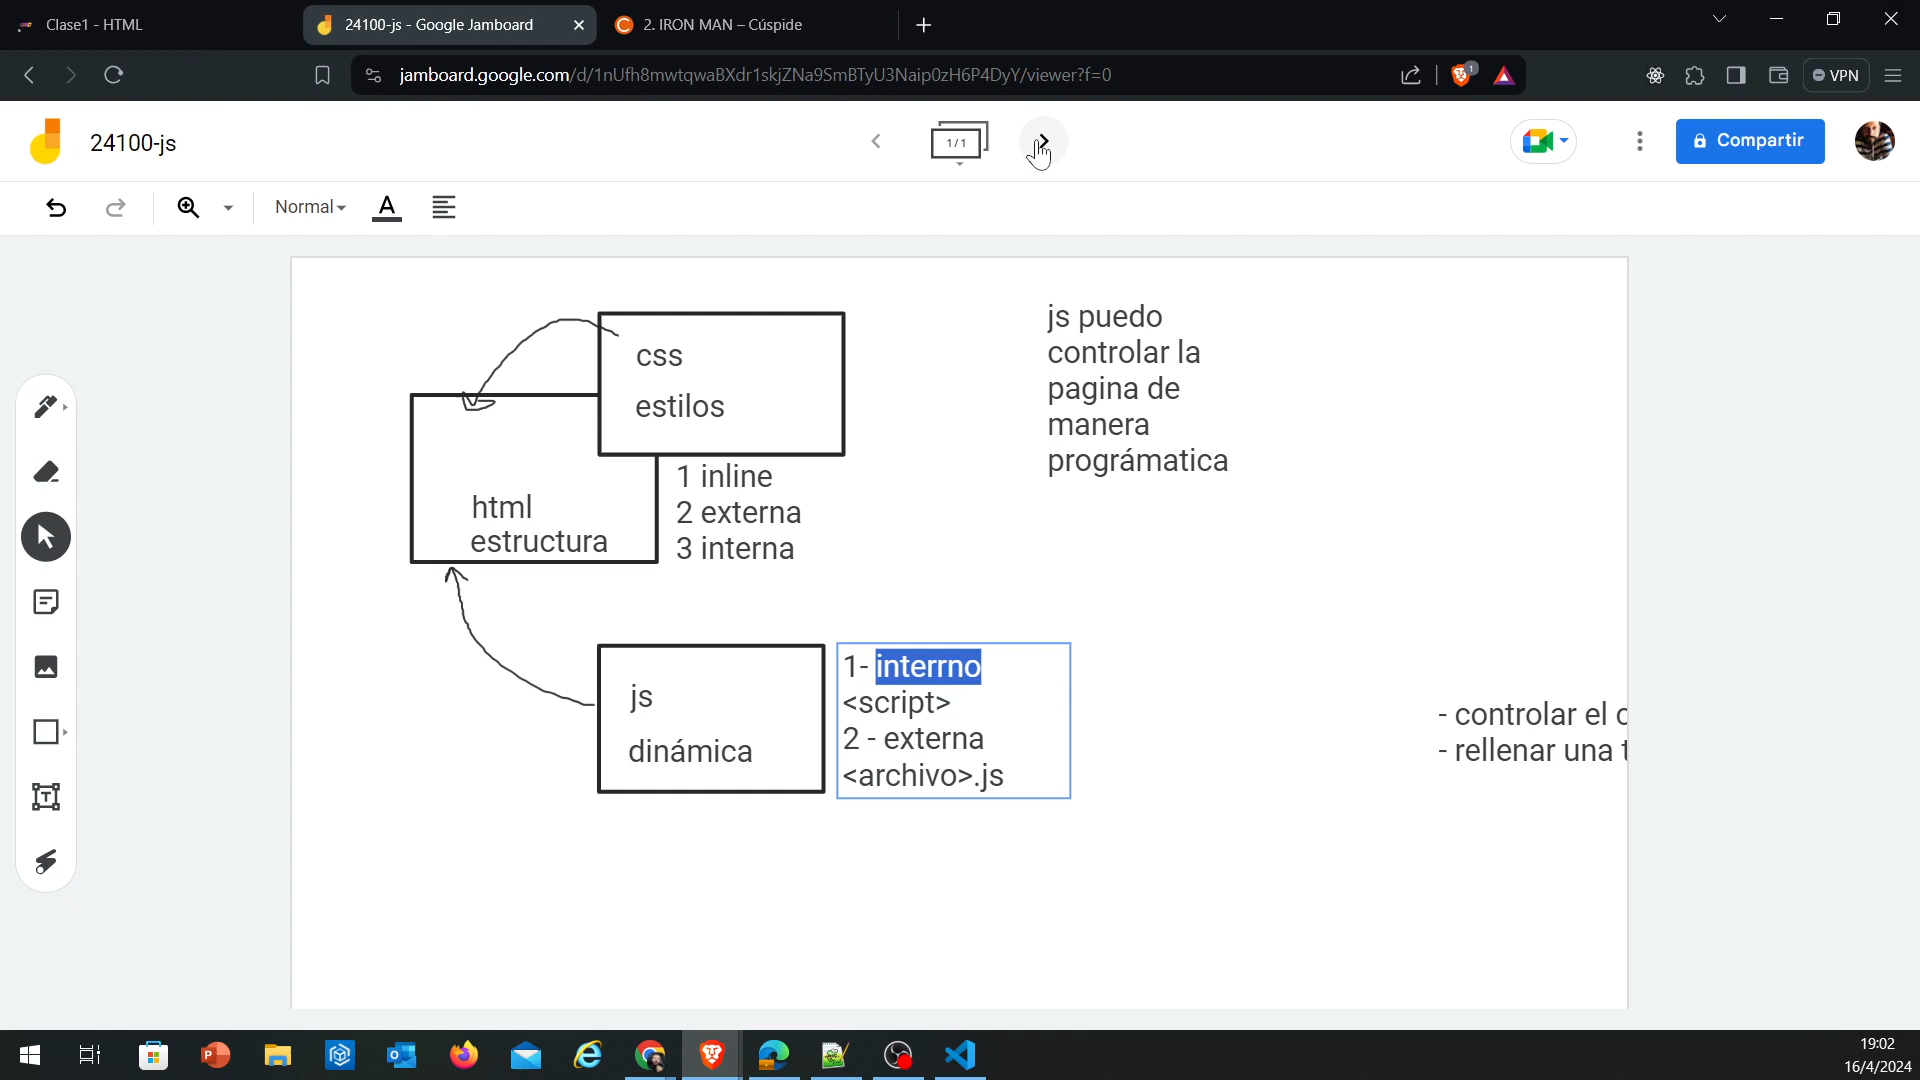 Clase1 - HTML
24100-js - Google Jamboard
2. IRON MAN – Cúspide
jamboard.google.com/d/1nUfh8mwtqwaBXdr1skjZNa9SmBTyU3Naip0zH6P4DyY/viewer?f=0
1
VPN
24100-js
1/1
Compartir
Normal
A
css
estilos
html
estructura
1 inline
2 externa
3 interna
js puedo
controlar la
pagina de
manera
prográmatica
js
dinámica
1- interrno
<script>
2 - externa
<archivo>.js
- controlar el
- rellenar una
19:02
16/4/2024